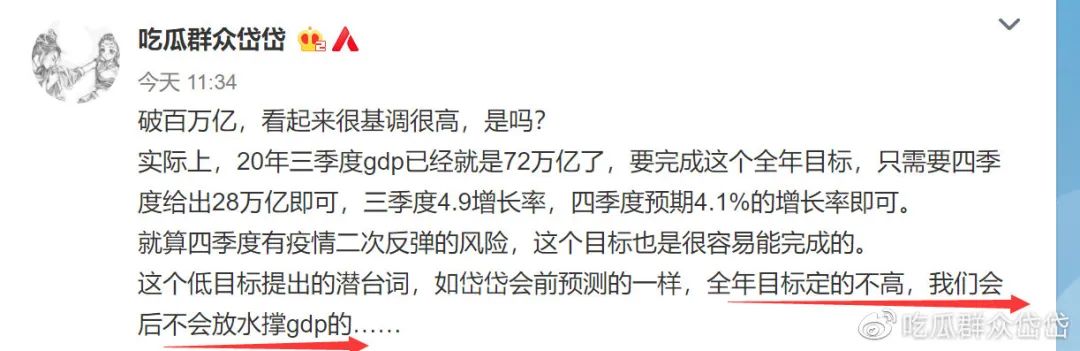 吃瓜群众岱岱
今天 11:34
破百万亿，看起来很基调很高，是吗？
实际上，20年三季度gdp已经就是72万亿了，要完成这个全年目标，只需要四季
度给出28万亿即可，三季度4.9增长率，四季度预期4.1%的增长率即可。
就算四季度有疫情二次反弹的风险，这个目标也是很容易能完成的。
这个低目标提出的潜台词，如岱岱会前预测的一样，全年目标定的不高，我们会
后不会放水撑gdp的……
@吃瓜群众岱岱